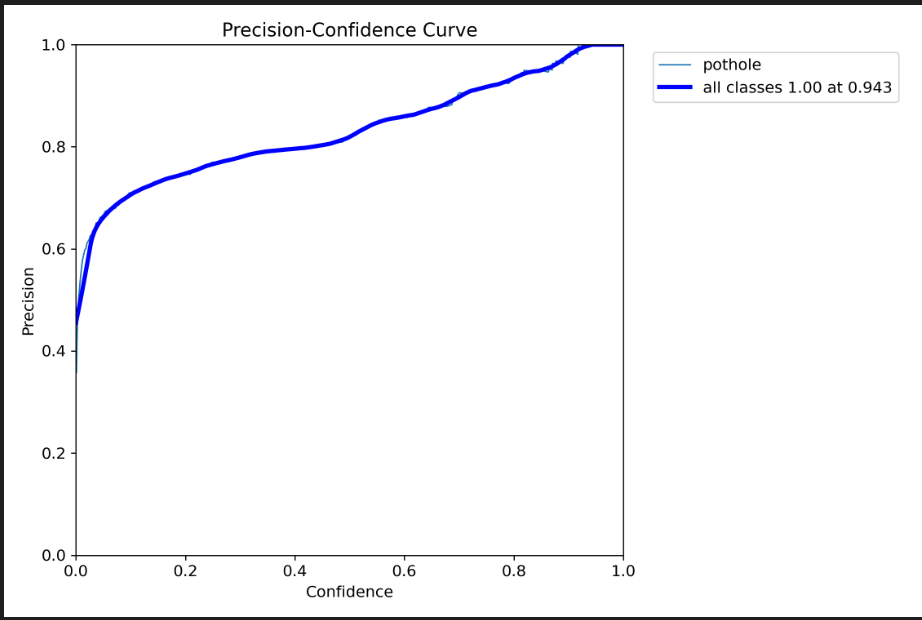 Precision-Confidence Curve
pothole
all classes 1.00 at 0.943
1.0
0.8
0.6
0.4
0.2
0.0
Precision
0.0 0.2 0.4 0.6 0.8 1.0
Confidence